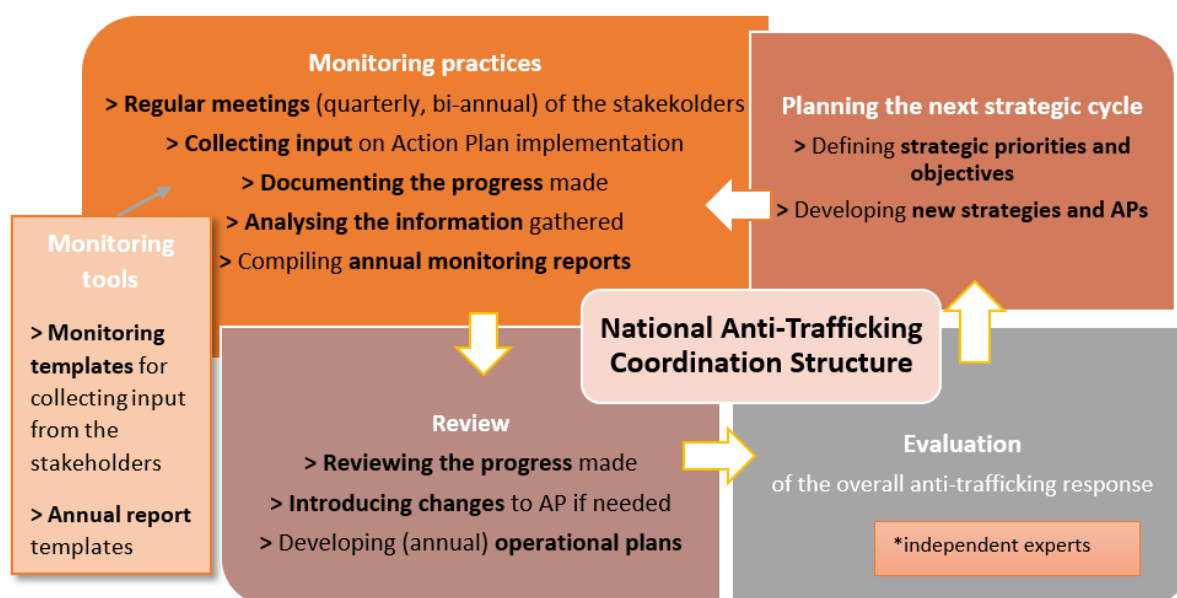 Monitoring practices
> Regular meetings (quarterly, bi-annual) of the stakekolders
> Collecting input on Action Plan implementation
> Documenting the progress made
> Analysing the information gathered
> Compiling annual monitoring reports
Planning the next strategic cycle
> Defining strategic priorities and
objectives
> Developing new strategies and APs
Monitoring
tools
> Monitoring
templates for
collecting input
from the
stakeholders
> Annual report
templates
National Anti-Trafficking
Coordination Structure
Review
> Reviewing the progress made
> Introducing changes to AP if needed
> Developing (annual) operational plans
Evaluation
of the overall anti-trafficking response
*independent experts